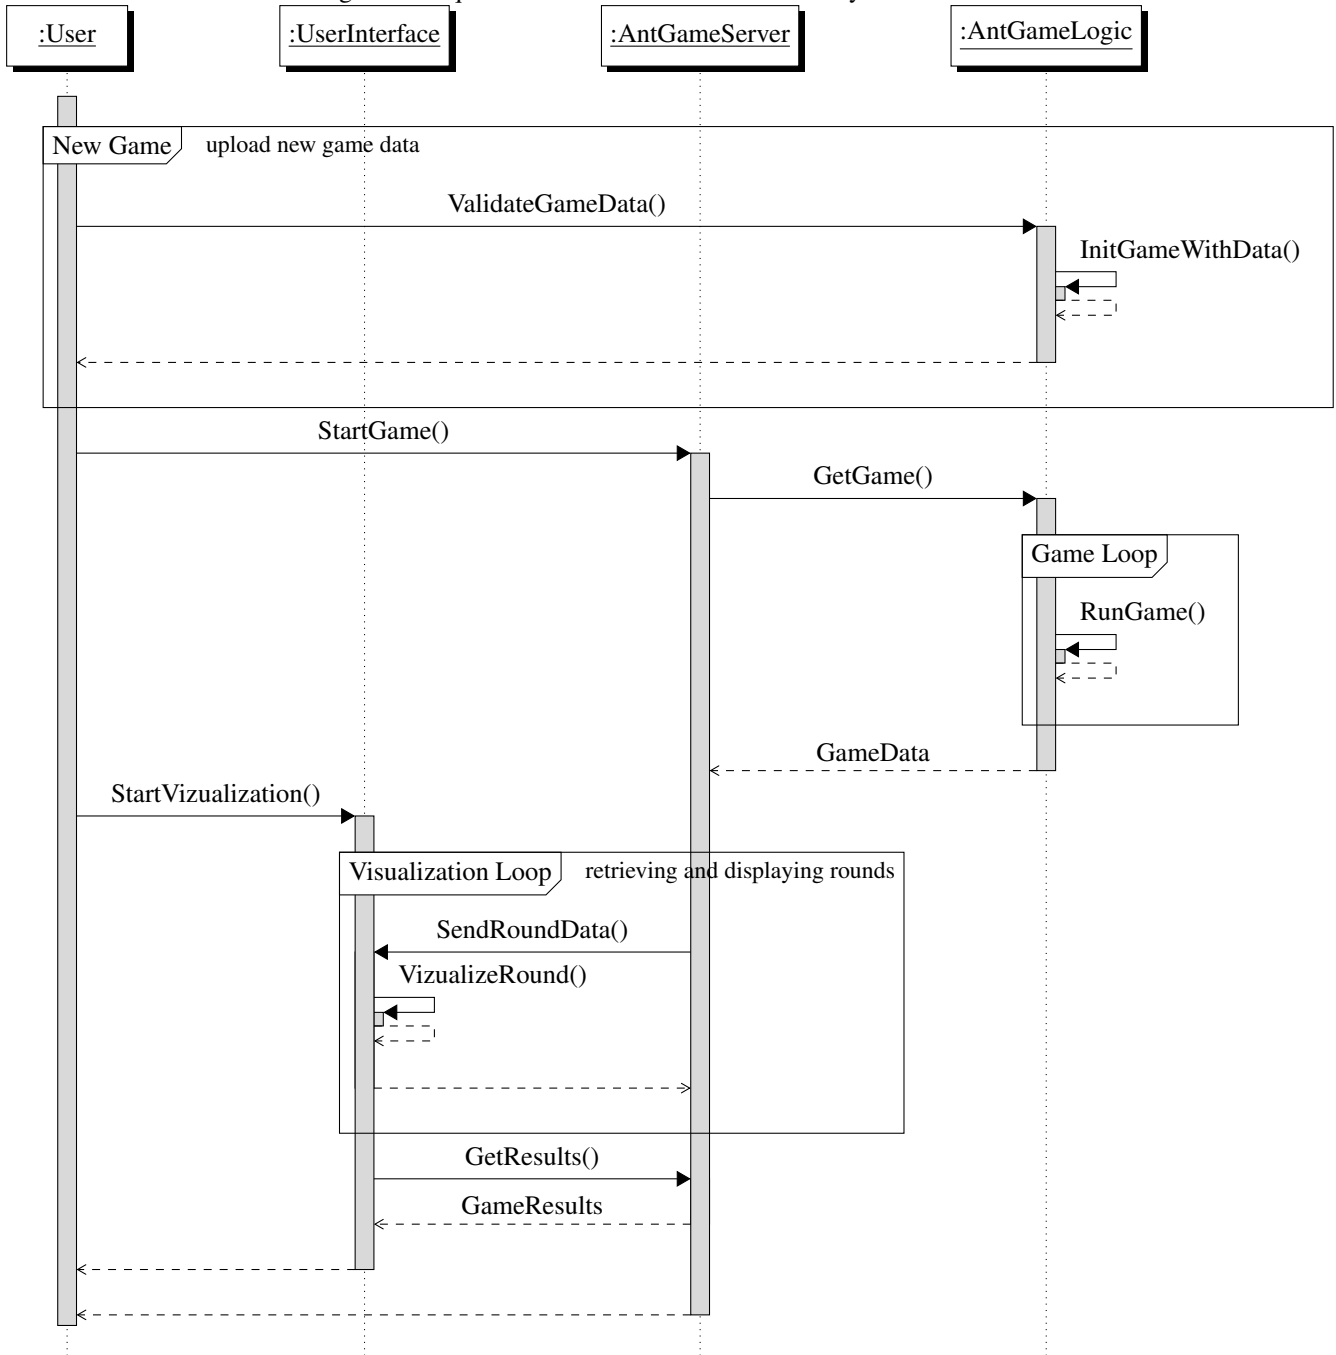 :User
:UserInterface
:AntGameServer
:AntGameLogic
New Game
upload new game data
ValidateGameData()
InitGameWithData()
StartGame()
GetGame()
Game Loop
RunGame()
GameData
StartVizualization()
Visualization Loop
retrieving and displaying rounds
SendRoundData()
VizualizeRound()
GetResults()
GameResults